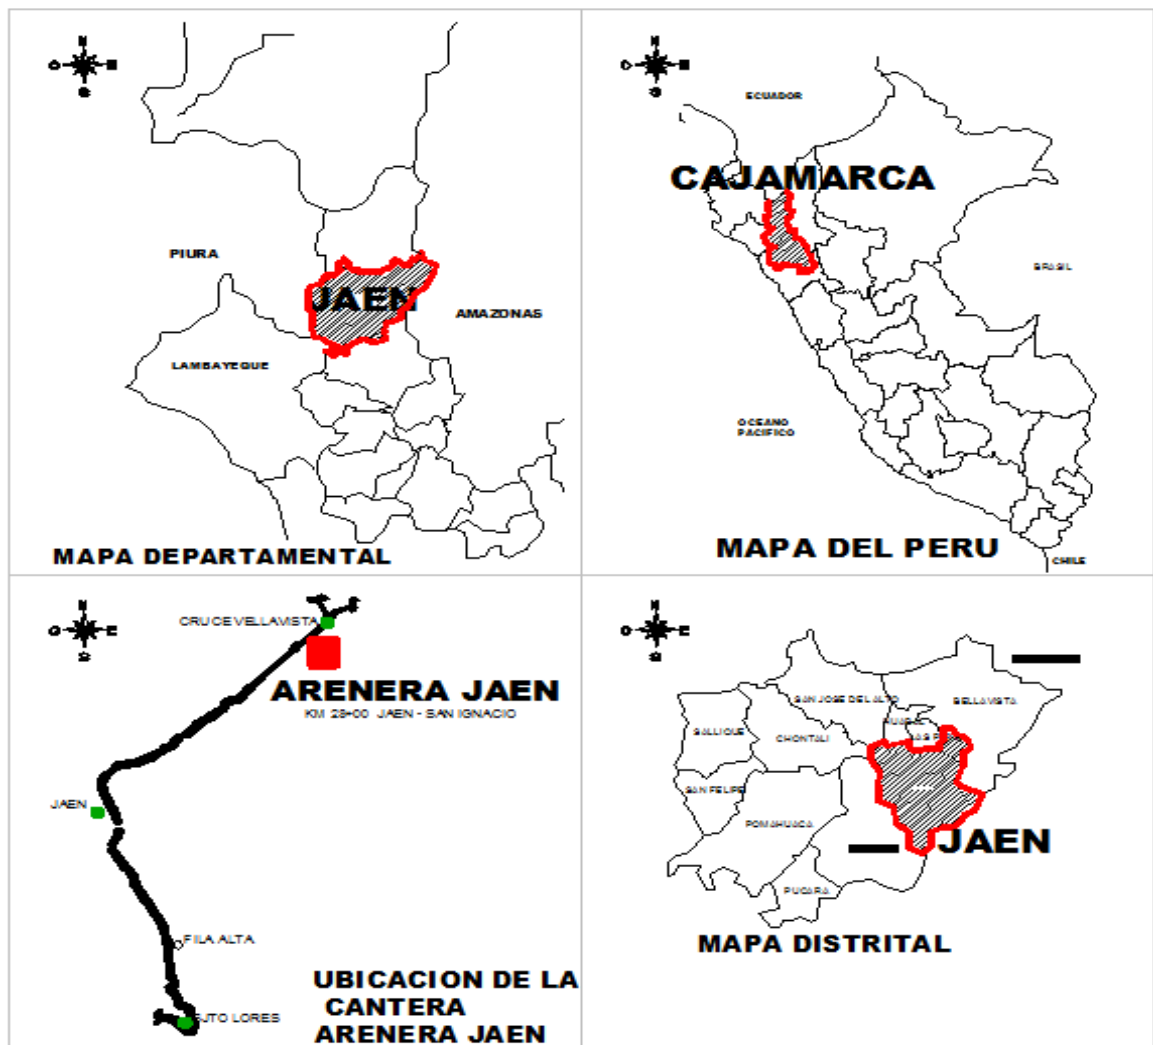 N
O E
S
PIURA
JAEN
AMAZONAS
LAMBAYEQUE
MAPA DEPARTAMENTAL
N
O E
S
ECUADOR
CAJAMARCA
BRASIL
OCEANO
PACIFICO
MAPA DEL PERU
CHILE
N
O E
S
CRUCE VELLAVISTA
ARENERA JAEN
KM 28+00 JAEN - SAN IGNACIO
JAEN
FILA ALTA
UBICACION DE LA
CANTERA
ARENERA JAEN
N
O E
S
SAN JOSE DEL ALTO
BELLAVISTA
SALLIQUE
CHONTALI
SAN FELIPE
POMAHUACA
JAEN
PUCARA
MAPA DISTRITAL